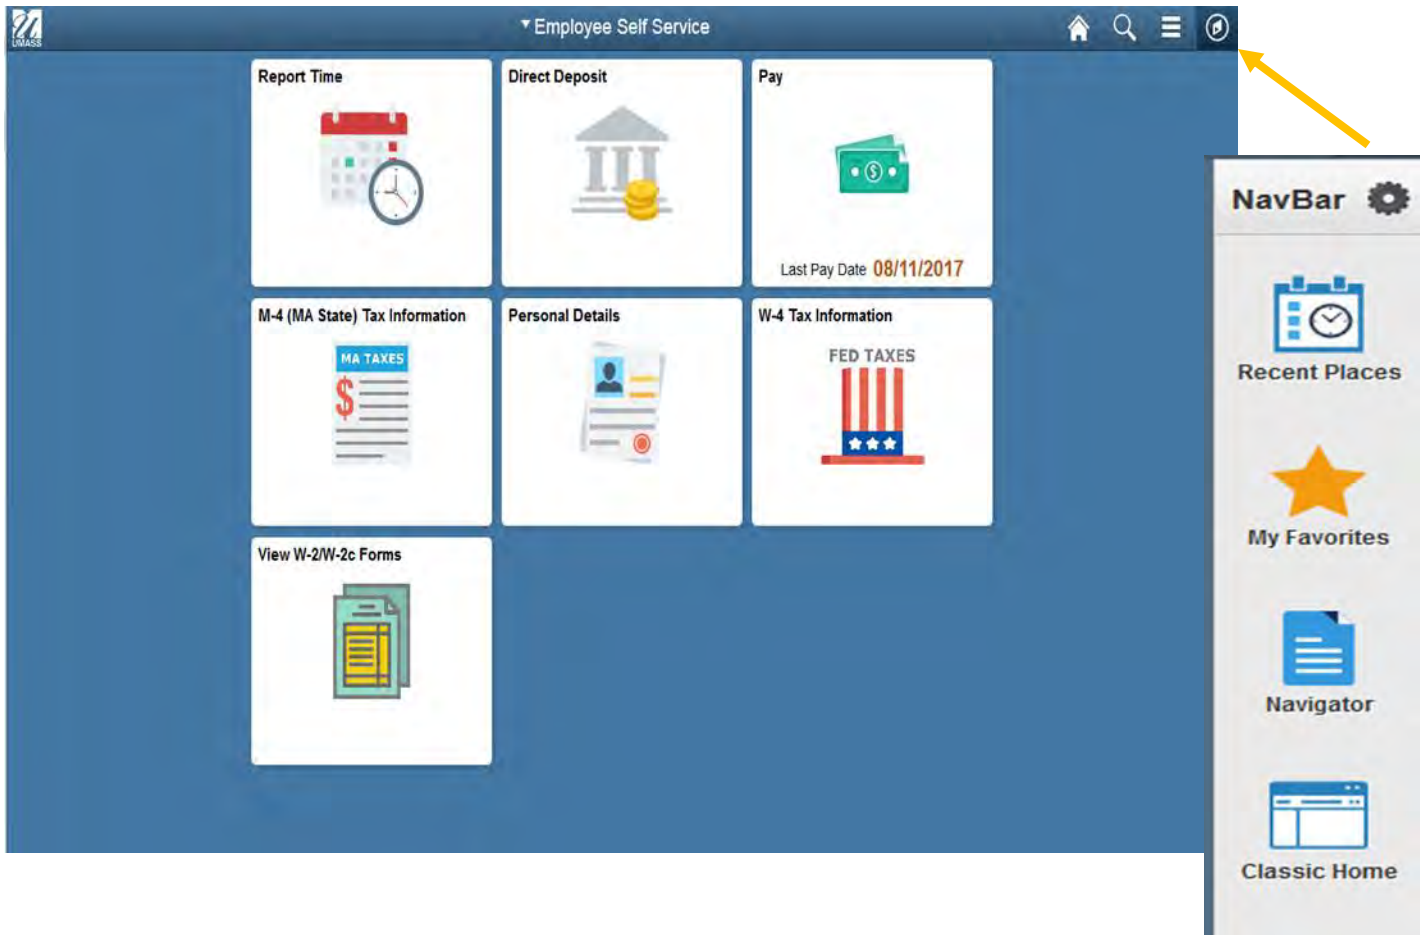 UMASS
Employee Self Service
Report Time
Direct Deposit
Pay
Last Pay Date 08/11/2017
M-4 (MA State) Tax Information
MA TAXES
$
Personal Details
W-4 Tax Information
FED TAXES
View W-2/W-2c Forms
NavBar
Recent Places
My Favorites
Navigator
Classic Home